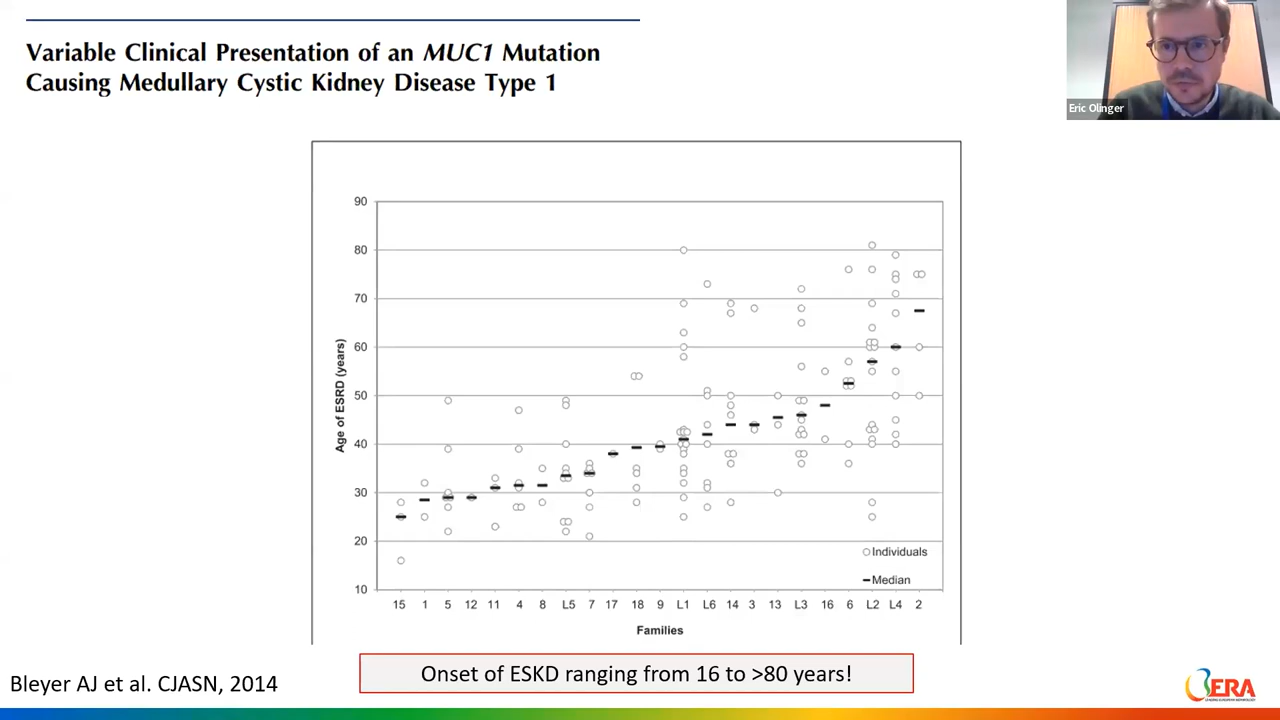 Variable Clinical Presentation of an MUC1 Mutation
Causing Medullary Cystic Kidney Disease Type 1
Eric Olinger
90
80
70
60
50
40
30
20
10
Age of ESRD (years)
Individuals
Median
15 1 5 12 11 4 8 L5 7 17 18 9 L1 L6 14 3 13 L3 16 6 L2 L4 2
Families
Onset of ESKD ranging from 16 to >80 years!
Bleyer AJ et al. CJASN, 2014
ERA
LEADING EUROPEAN NEPHROLOGY